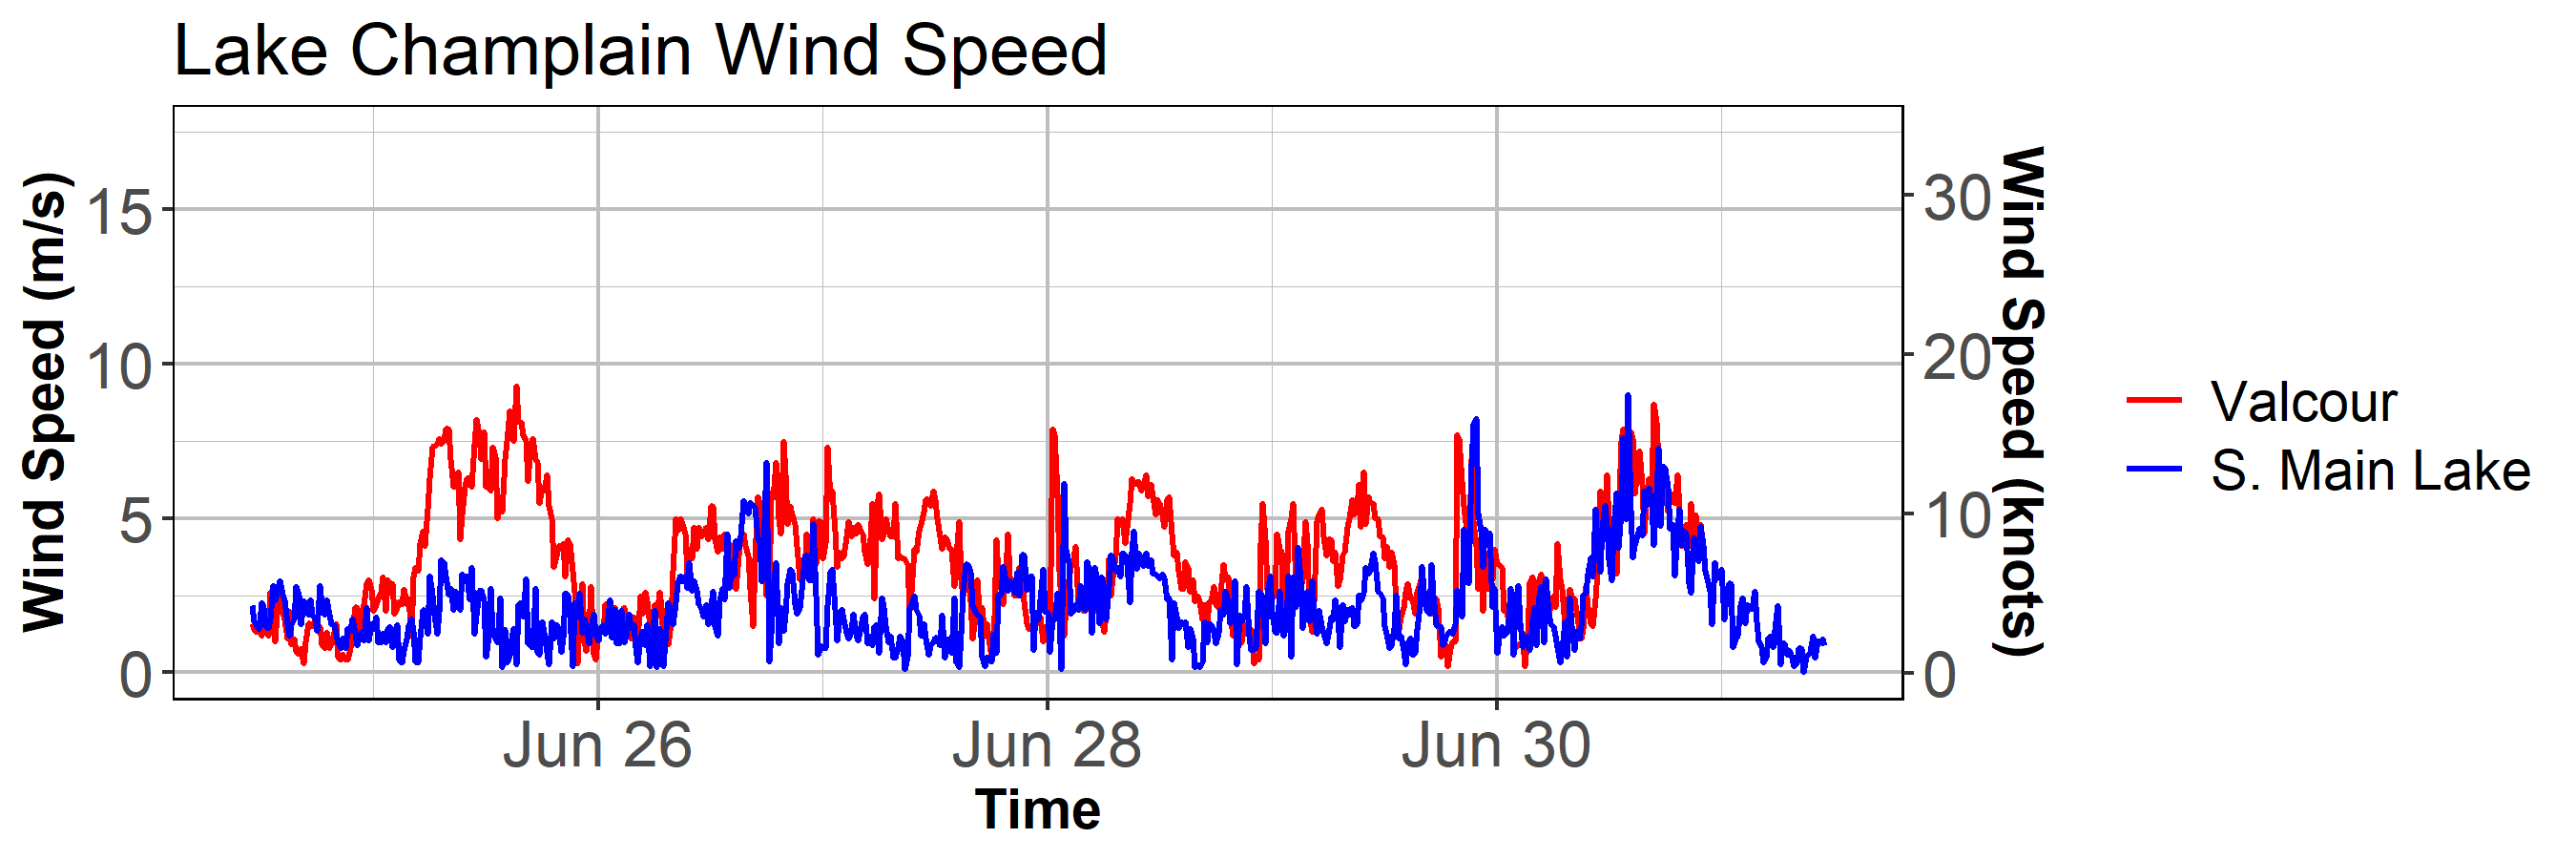 Lake Champlain Wind Speed
Wind Speed (m/s)
15
10
5
0
30
20
10
0
Wind Speed (knots)
Jun 26
Jun 28
Jun 30
Time
Valcour
S. Main Lake